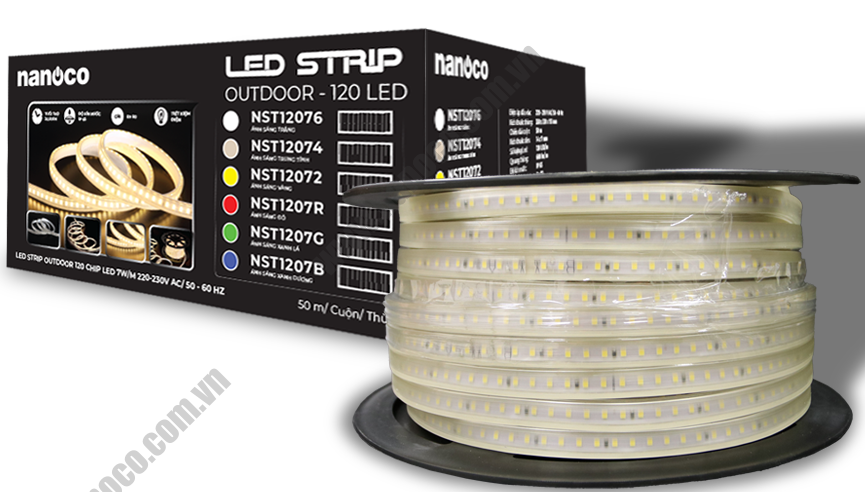 nanoco
LED STRIP
OUTDOOR - 120 LED
NST12076
ÁNH SÁNG TRẮNG
NST12074
ÁNH SÁNG TRUNG TÍNH
NST12072
ÁNH SÁNG VÀNG
NST1207R
ÁNH SÁNG ĐỎ
NST1207G
ÁNH SÁNG XANH LÁ
NST1207B
ÁNH SÁNG XANH DƯƠNG
LED STRIP OUTDOOR 120 CHIP LED 7W/M 220-230V AC/ 50 - 60 HZ
50 m/ Cuộn/
nanoco
NST12076
NST12074
NST12072
noco.com.vn